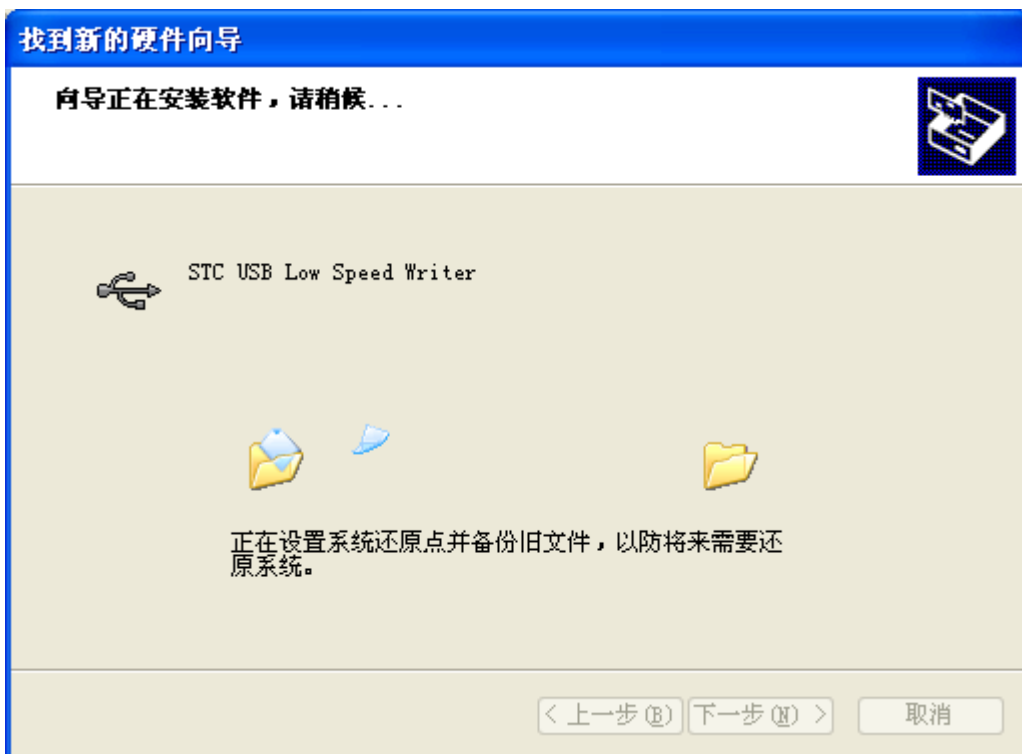 找到新的硬件向导
向导正在安装软件，请稍候...
STC USB Low Speed Writer
正在设置系统还原点并备份旧文件，以防将来需要还
原系统。
< 上一步(B) 下一步(N) > 取消